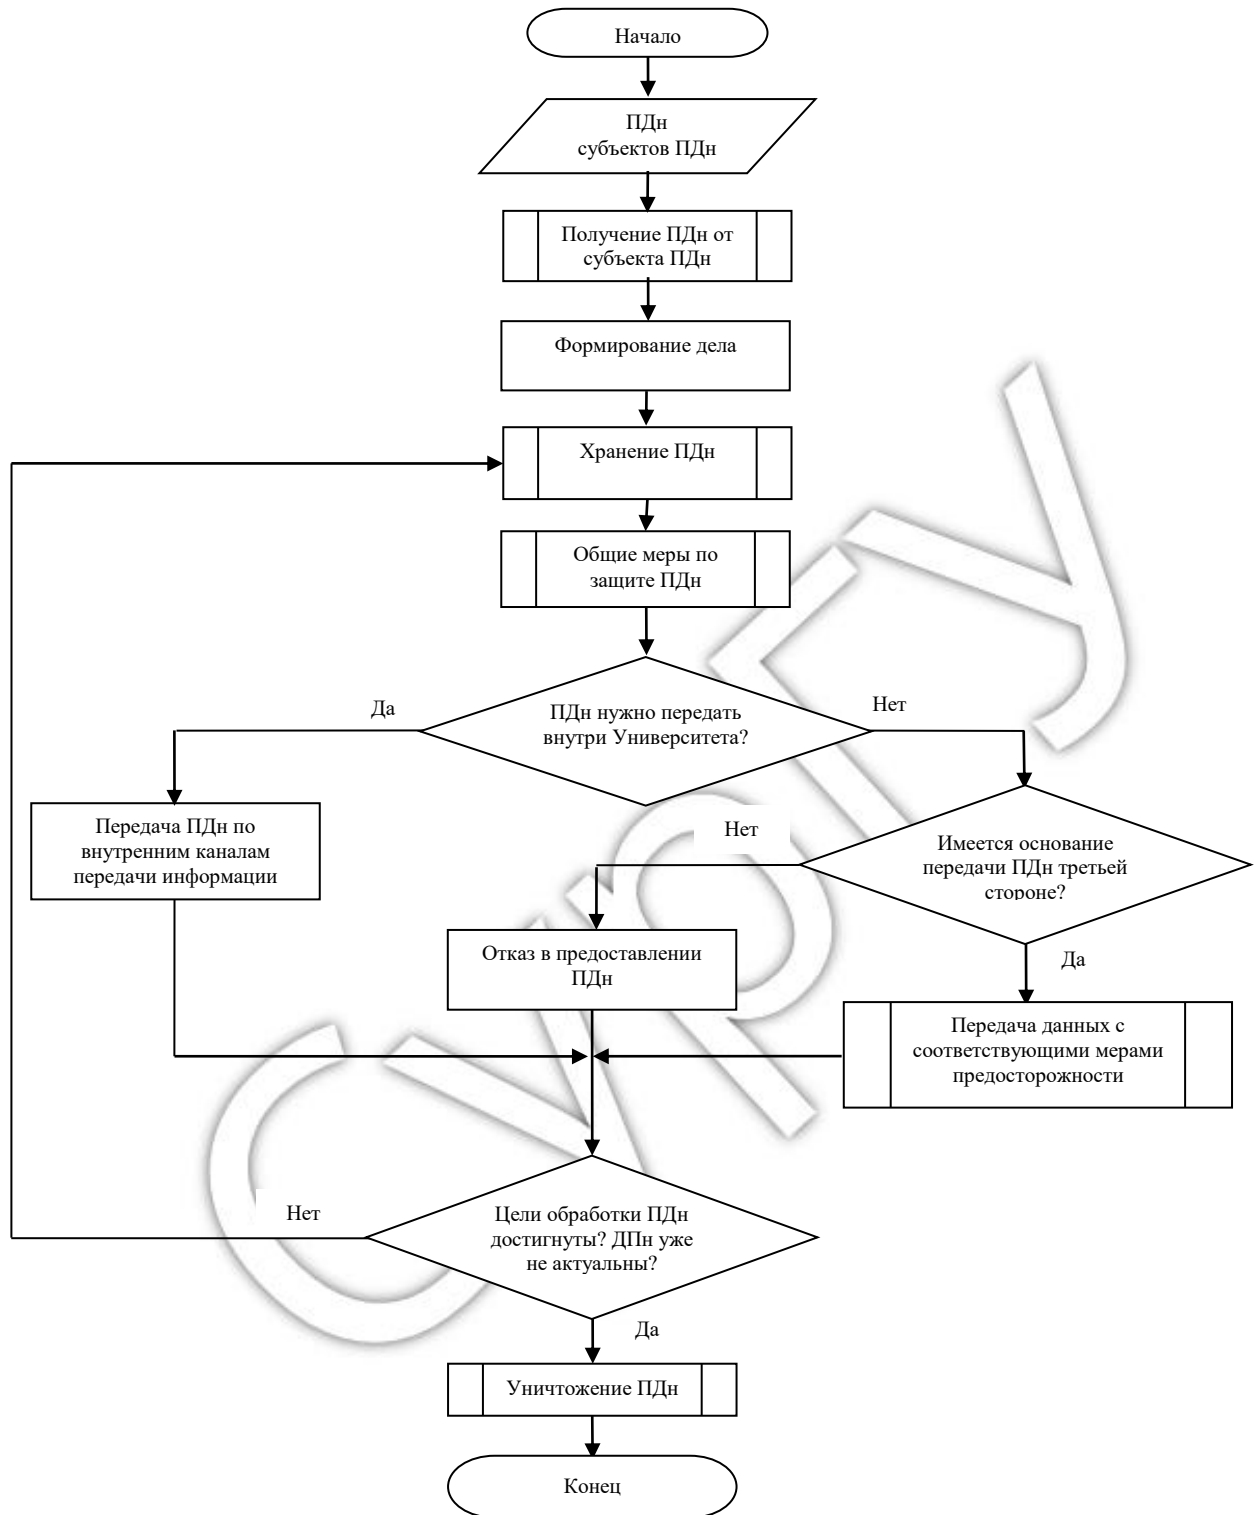 Начало
ПДн
субъектов ПДн
Получение ПДн от
субъекта ПДн
Формирование дела
Хранение ПДн
Общие меры по
защите ПДн
Да
ПДн нужно передать
внутри Университета?
Нет
Передача ПДн по
внутренним каналам
передачи информации
Нет
Имеется основание
передачи ПДн третьей
стороне?
Отказ в предоставлении
ПДн
Да
Передача данных с
соответствующими мерами
предосторожности
Нет
Цели обработки ПДн
достигнуты? ДПн уже
не актуальны?
Да
Уничтожение ПДн
Конец
СурГУ